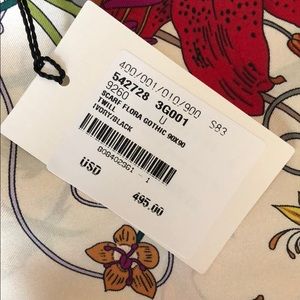 400/001/010/900 S83
542728 3G001
9260 U
SCARF FLORA GOTHIC 90X90
TWILL
IVORY/BLACK
USD 495.00